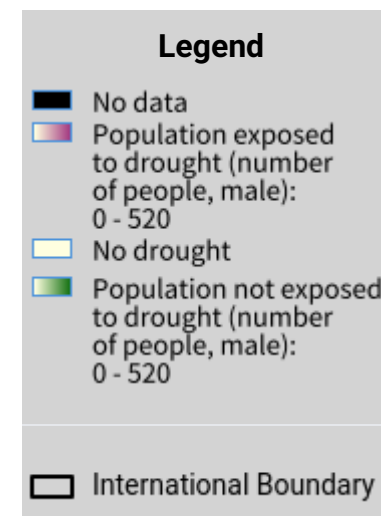 Legend
No data
Population exposed
to drought (number
of people, male):
0 - 520
No drought
Population not exposed
to drought (number
of people, male):
0 - 520
International Boundary